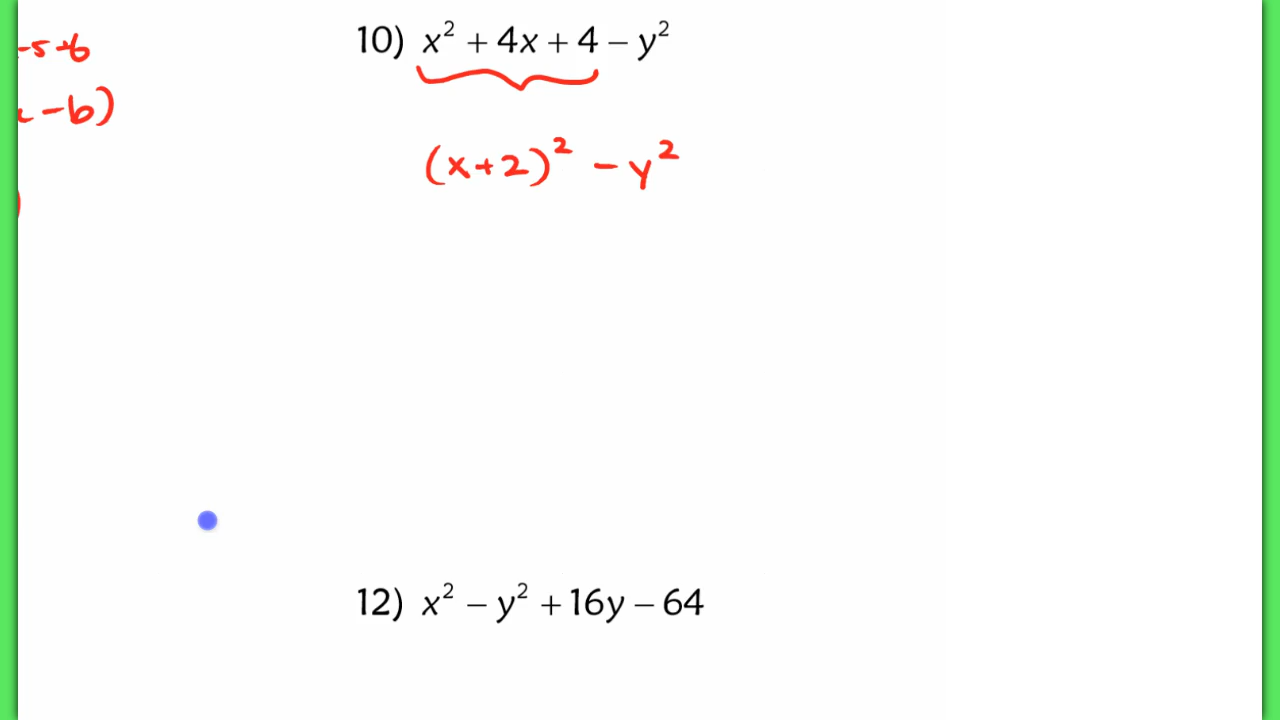 -5+6
-6)
10) x² + 4x + 4 – y²
(x+2)² – y²
12) x² – y² + 16y – 64